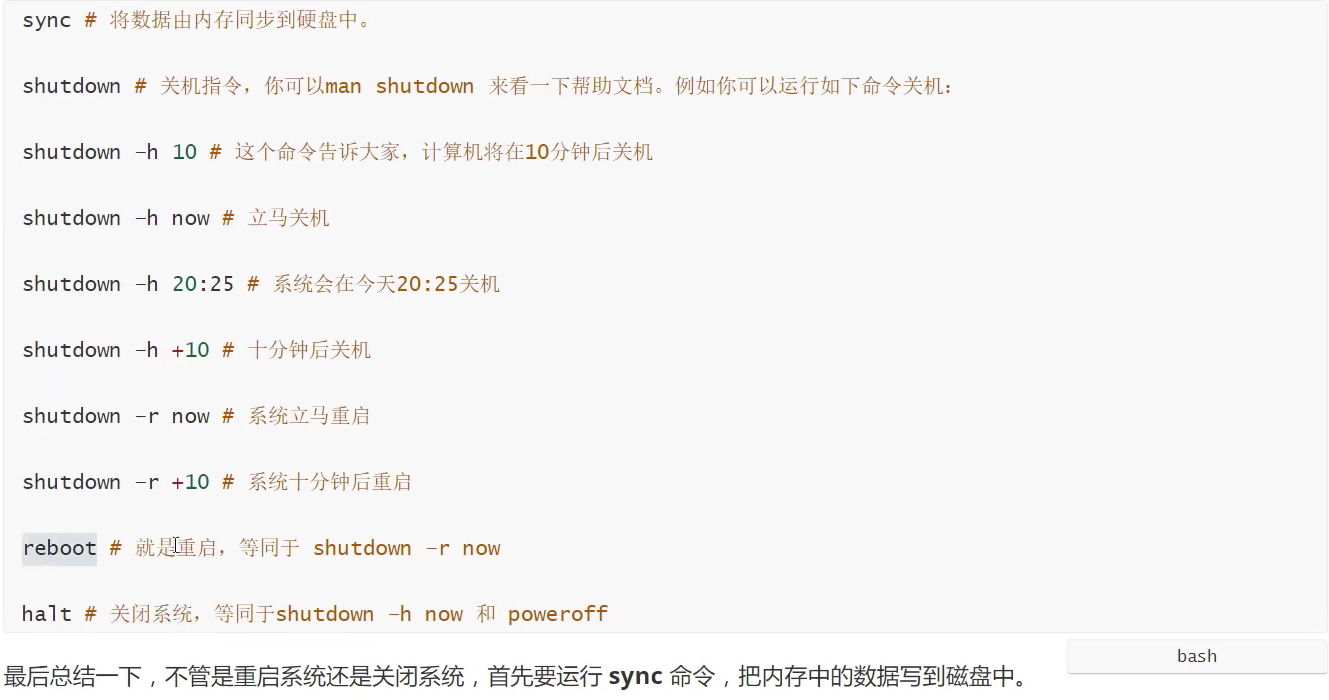 sync # 将数据由内存同步到硬盘中。
shutdown # 关机指令，你可以man shutdown 来看一下帮助文档。例如你可以运行如下命令关机：
shutdown –h 10 # 这个命令告诉大家，计算机将在10分钟后关机
shutdown –h now # 立马关机
shutdown –h 20:25 # 系统会在今天20:25关机
shutdown –h +10 # 十分钟后关机
shutdown –r now # 系统立马重启
shutdown –r +10 # 系统十分钟后重启
reboot # 就是重启，等同于 shutdown –r now
halt # 关闭系统，等同于shutdown –h now 和 poweroff
bash
最后总结一下，不管是重启系统还是关闭系统，首先要运行 sync 命令，把内存中的数据写到磁盘中。